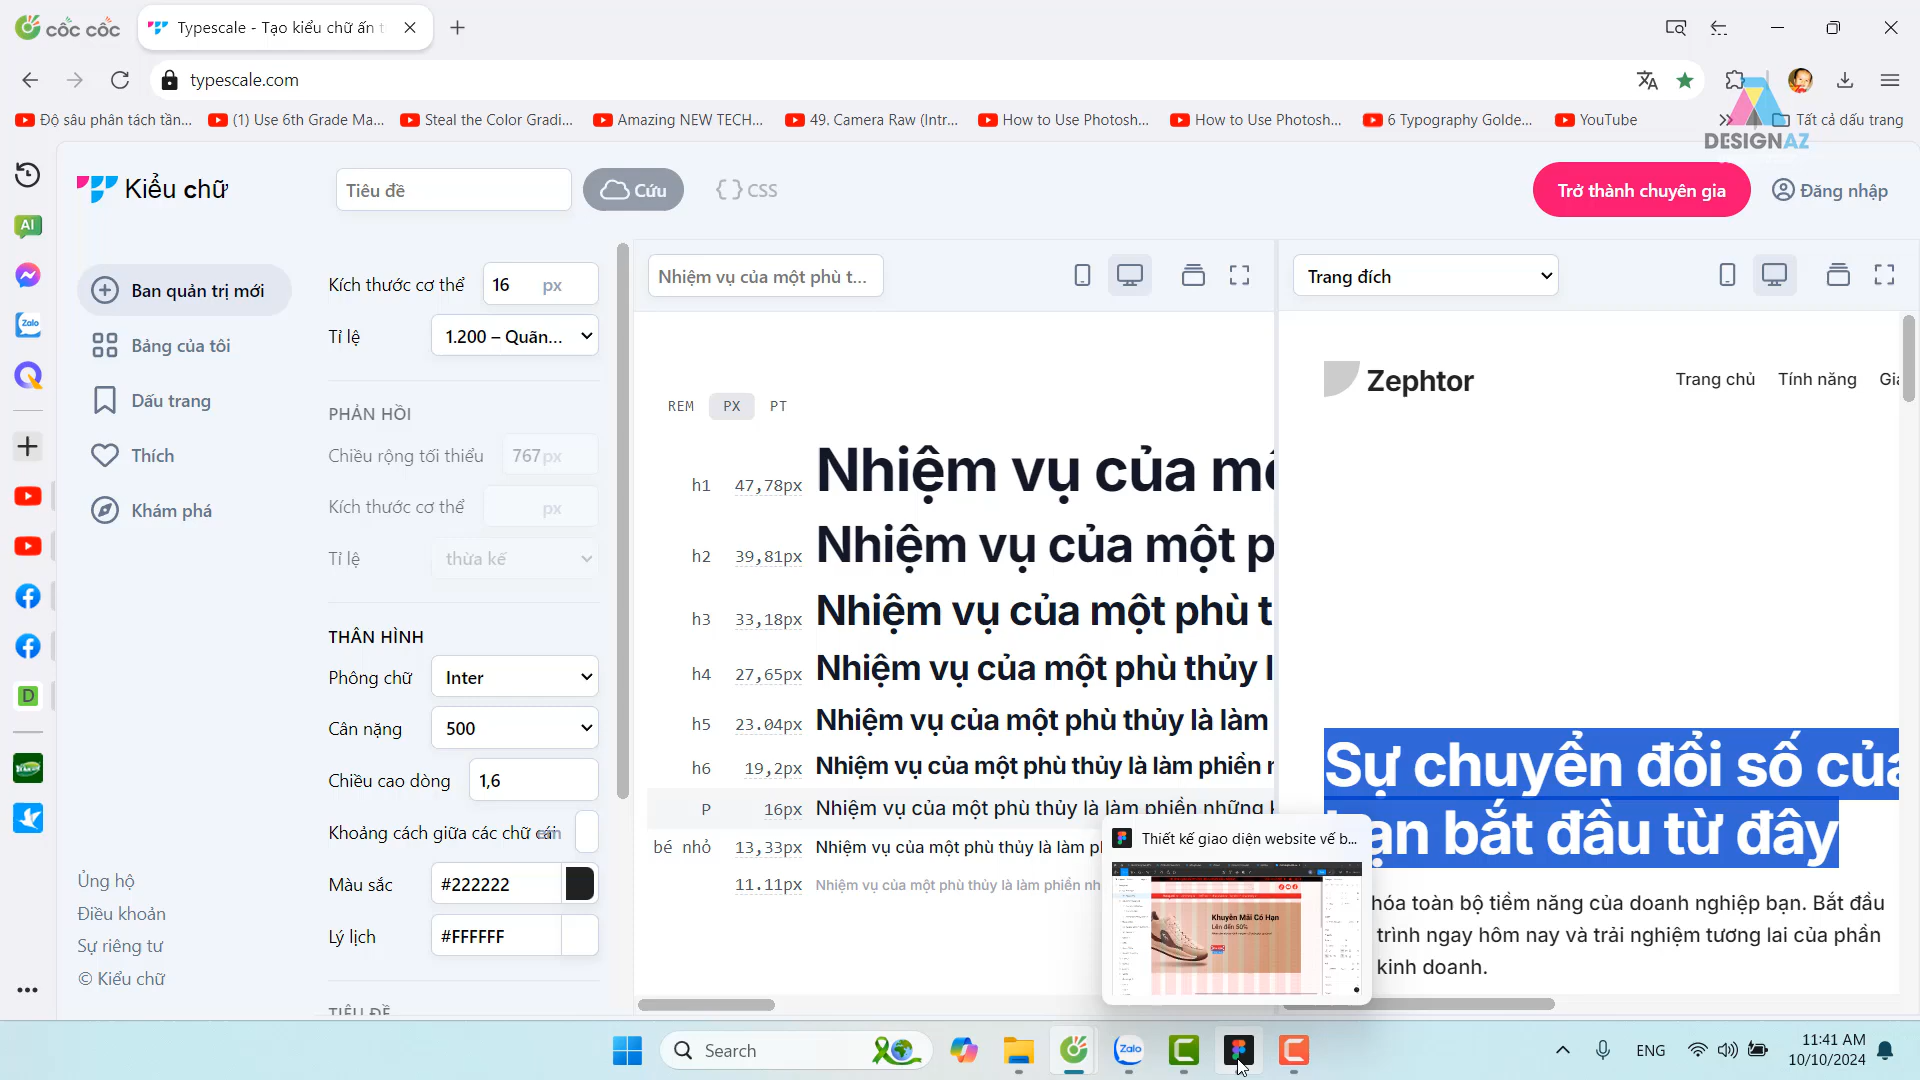 cốc cốc
Typescale - Tạo kiểu chữ ấn t
typescale.com
Độ sâu phân tách tần...
(1) Use 6th Grade Ma...
Steal the Color Gradi...
Amazing NEW TECH...
49. Camera Raw (Intr...
How to Use Photosh...
How to Use Photosh...
6 Typography Golde...
YouTube
Tất cả dấu trang
DESIGNAZ
Kiểu chữ
Tiêu đề
Cứu
{ } CSS
Trở thành chuyên gia
Đăng nhập
AI
Zalo
D
Ban quản trị mới
Bảng của tôi
Dấu trang
Thích
Khám phá
Ủng hộ
Điều khoản
Sự riêng tư
© Kiểu chữ
Kích thước cơ thể
16 px
Tỉ lệ
1.200 – Quãn...
PHẢN HỒI
Chiều rộng tối thiểu
767px
Kích thước cơ thể
px
Tỉ lệ
thừa kế
THÂN HÌNH
Phông chữ
Inter
Cân nặng
500
Chiều cao dòng
1,6
Khoảng cách giữa các chữ cái
em
Màu sắc
#222222
Lý lịch
#FFFFFF
TIÊU ĐỀ
Nhiệm vụ của một phù t...
REM PX PT
h1 47,78px Nhiệm vụ của mô
h2 39,81px Nhiệm vụ của một p
h3 33,18px Nhiệm vụ của một phù t
h4 27,65px Nhiệm vụ của một phù thủy l
h5 23.04px Nhiệm vụ của một phù thủy là làm
h6 19,2px Nhiệm vụ của một phù thủy là làm phiền n
P 16px Nhiệm vụ của một phù thủy là làm phiền những k
bé nhỏ 13,33px Nhiệm vụ của một phù thủy là làm pl
11.11px Nhiệm vụ của một phù thủy là làm phiền nh
Trang đích
Zephtor
Trang chủ
Tính năng
Giá
Sự chuyển đổi số của
bạn bắt đầu từ đây
hóa toàn bộ tiềm năng của doanh nghiệp bạn. Bắt đầu
trình ngay hôm nay và trải nghiệm tương lai của phần
kinh doanh.
Thiết kế giao diện website về b...
Khuyến Mãi Có Hạn
Lên đến 50%
Search
Zalo
ENG
11:41 AM
10/10/2024